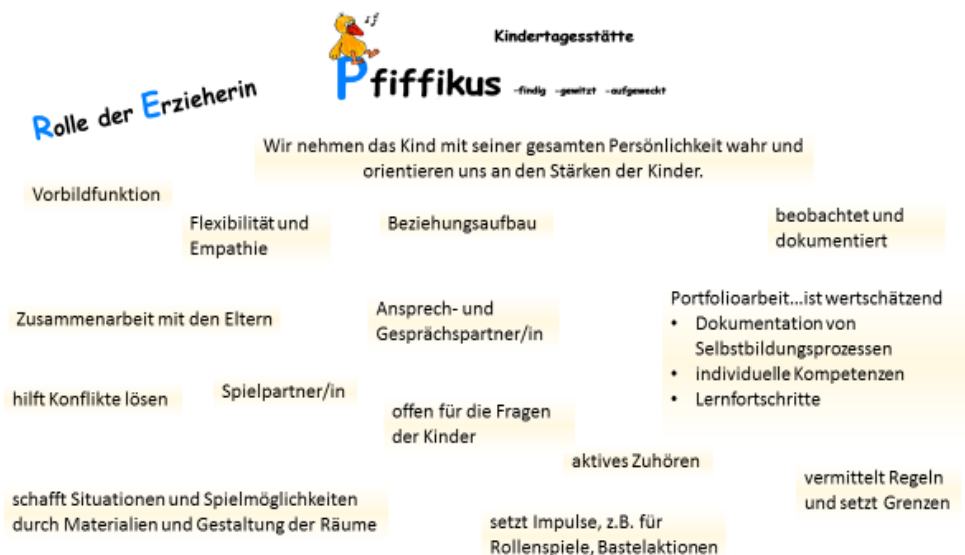 Kindertagesstätte
Pfiffikus -findig -gewitzt -aufgeweckt
Rolle der Erzieherin
Wir nehmen das Kind mit seiner gesamten Persönlichkeit wahr und
orientieren uns an den Stärken der Kinder.
Vorbildfunktion
Flexibilität und
Empathie
Beziehungsaufbau
beobachtet und
dokumentiert
Zusammenarbeit mit den Eltern
Ansprech- und
Gesprächspartner/in
Portfolioarbeit...ist wertschätzend
• Dokumentation von
Selbstbildungsprozessen
• individuelle Kompetenzen
• Lernfortschritte
hilft Konflikte lösen
Spielpartner/in
offen für die Fragen
der Kinder
aktives Zuhören
vermittelt Regeln
und setzt Grenzen
schafft Situationen und Spielmöglichkeiten
durch Materialien und Gestaltung der Räume
setzt Impulse, z.B. für
Rollenspiele, Bastelaktionen